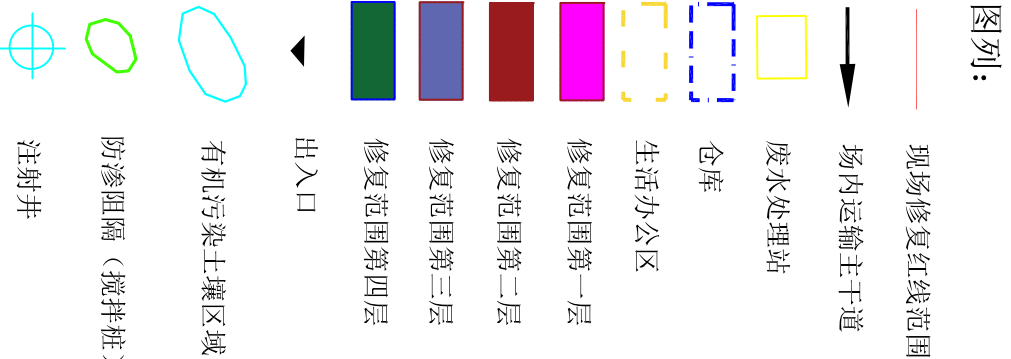 图列:
现场修复红线范围
场内运输主干道
废水处理站
仓库
生活办公区
修复范围第一层
修复范围第二层
修复范围第三层
修复范围第四层
出入口
有机污染土壤区域
防渗阻隔（搅拌桩）
注射井